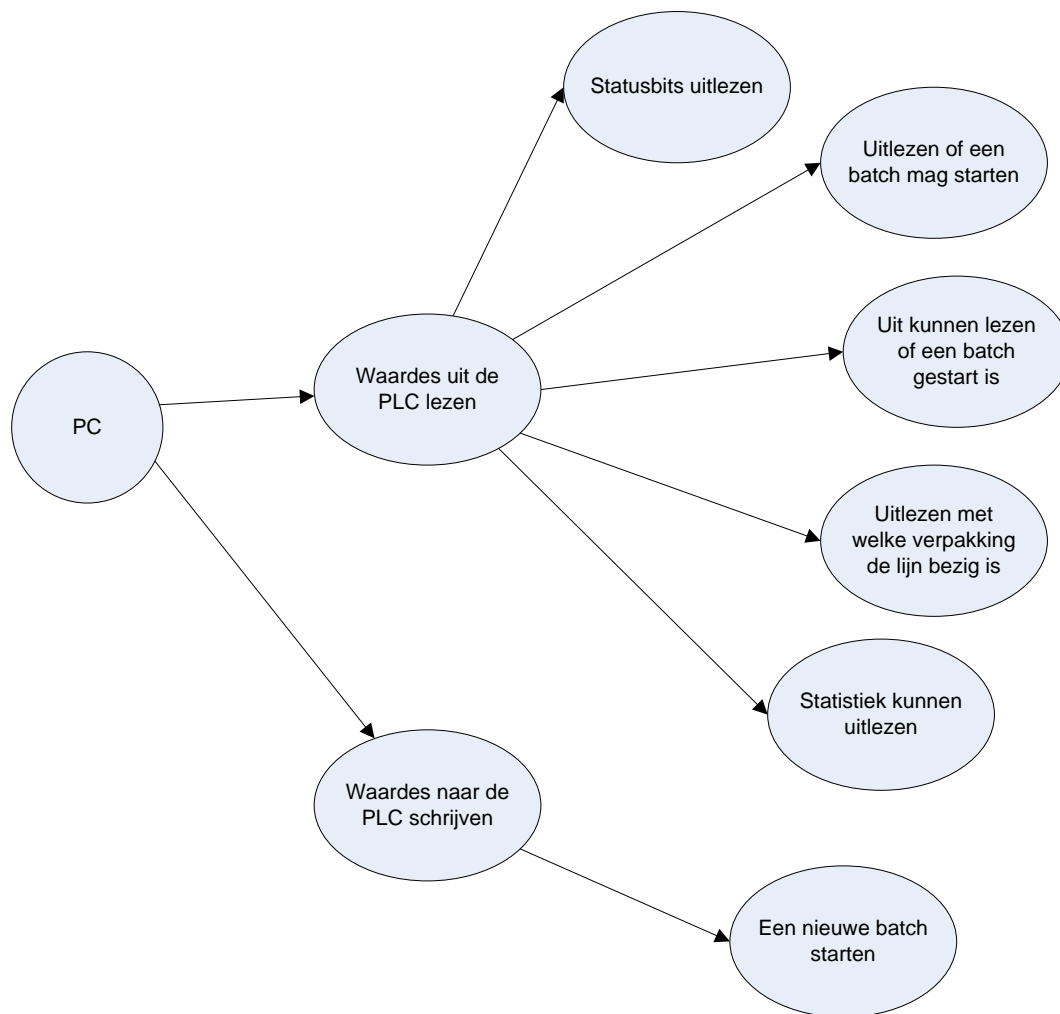 Statusbits uitlezen
Uitlezen of een
batch mag starten
Uit kunnen lezen
of een batch
gestart is
PC
Waardes uit de
PLC lezen
Uitlezen met
welke verpakking
de lijn bezig is
Statistiek kunnen
uitlezen
Waardes naar de
PLC schrijven
Een nieuwe batch
starten